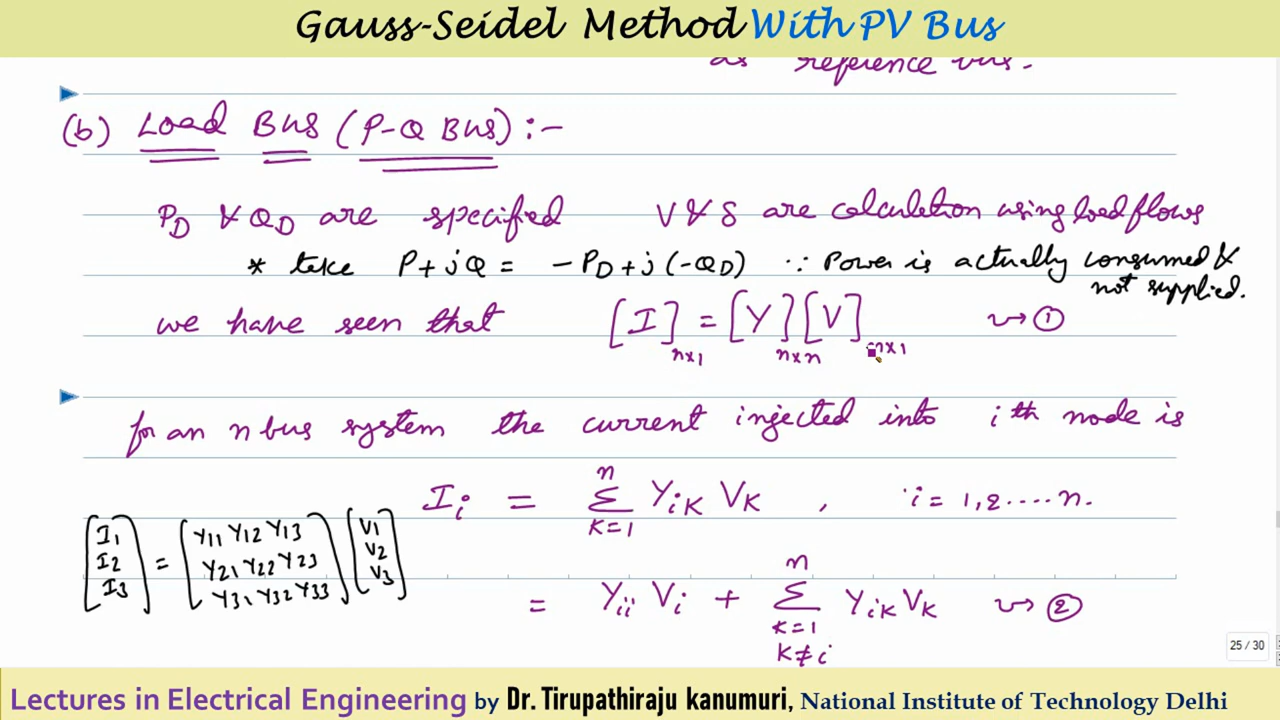 Gauss-Seidel Method With PV Bus
as reference bus.
(b) Load Bus (P-Q Bus) :-
PD & QD are specified V & δ are calculation using load flows
* take P+jQ = -PD+j(-QD) ∵ Power is actually consumed &
not supplied.
we have seen that [I]n×1 = [Y]n×n [V]n×1 ~> ①
for an n bus system the current injected into ith node is
Ii = Σ k=1 n YiK VK , i = 1,2.....n.
[I1 I2 I3] = [Y11 Y12 Y13 Y21 Y22 Y23 Y31 Y32 Y33] [V1 V2 V3]
= Yii Vi + Σ K=1 K≠i n YiK VK ~> ②
25 / 30
Lectures in Electrical Engineering by Dr. Tirupathiraju kanumuri, National Institute of Technology Delhi